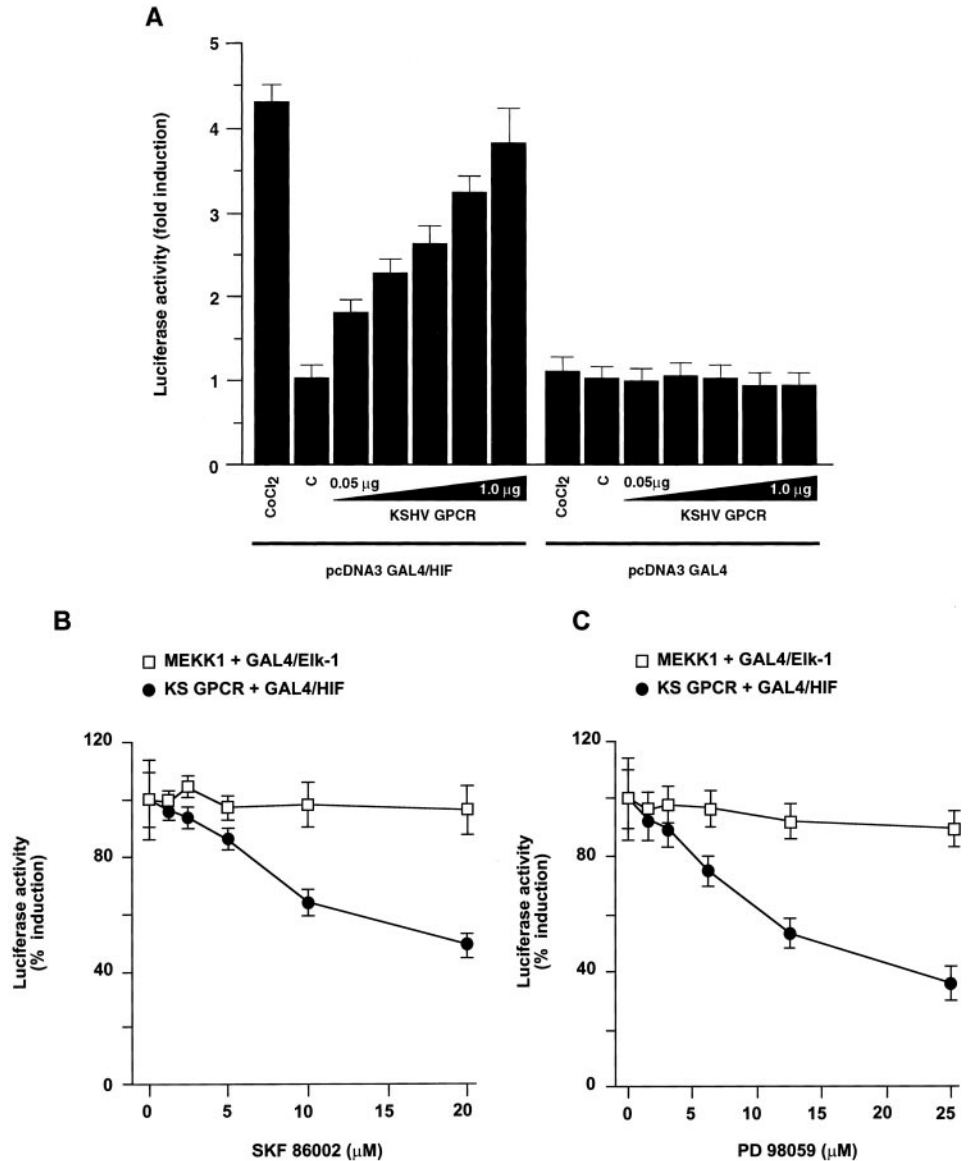 A
Luciferase activity (fold induction)
5
4
3
2
1
0
CoCl2
C
0.05 µg
1.0 µg
KSHV GPCR
CoCl2
C
0.05µg
1.0 µg
KSHV GPCR
pcDNA3 GAL4/HIF
pcDNA3 GAL4
B
MEKK1 + GAL4/Elk-1
KS GPCR + GAL4/HIF
Luciferase activity
(% induction)
120
80
40
0
0
5
10
15
20
SKF 86002 (µM)
C
MEKK1 + GAL4/Elk-1
KS GPCR + GAL4/HIF
Luciferase activity
(% induction)
120
80
40
0
0
5
10
15
20
25
PD 98059 (µM)